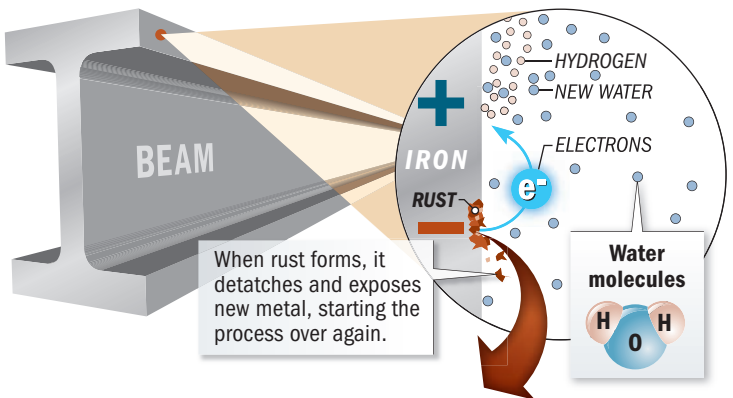 HYDROGEN
NEW WATER
ELECTRONS
BEAM
IRON
e-
RUST
When rust forms, it
detatches and exposes
new metal, starting the
process over again.
Water
molecules
H
H
O